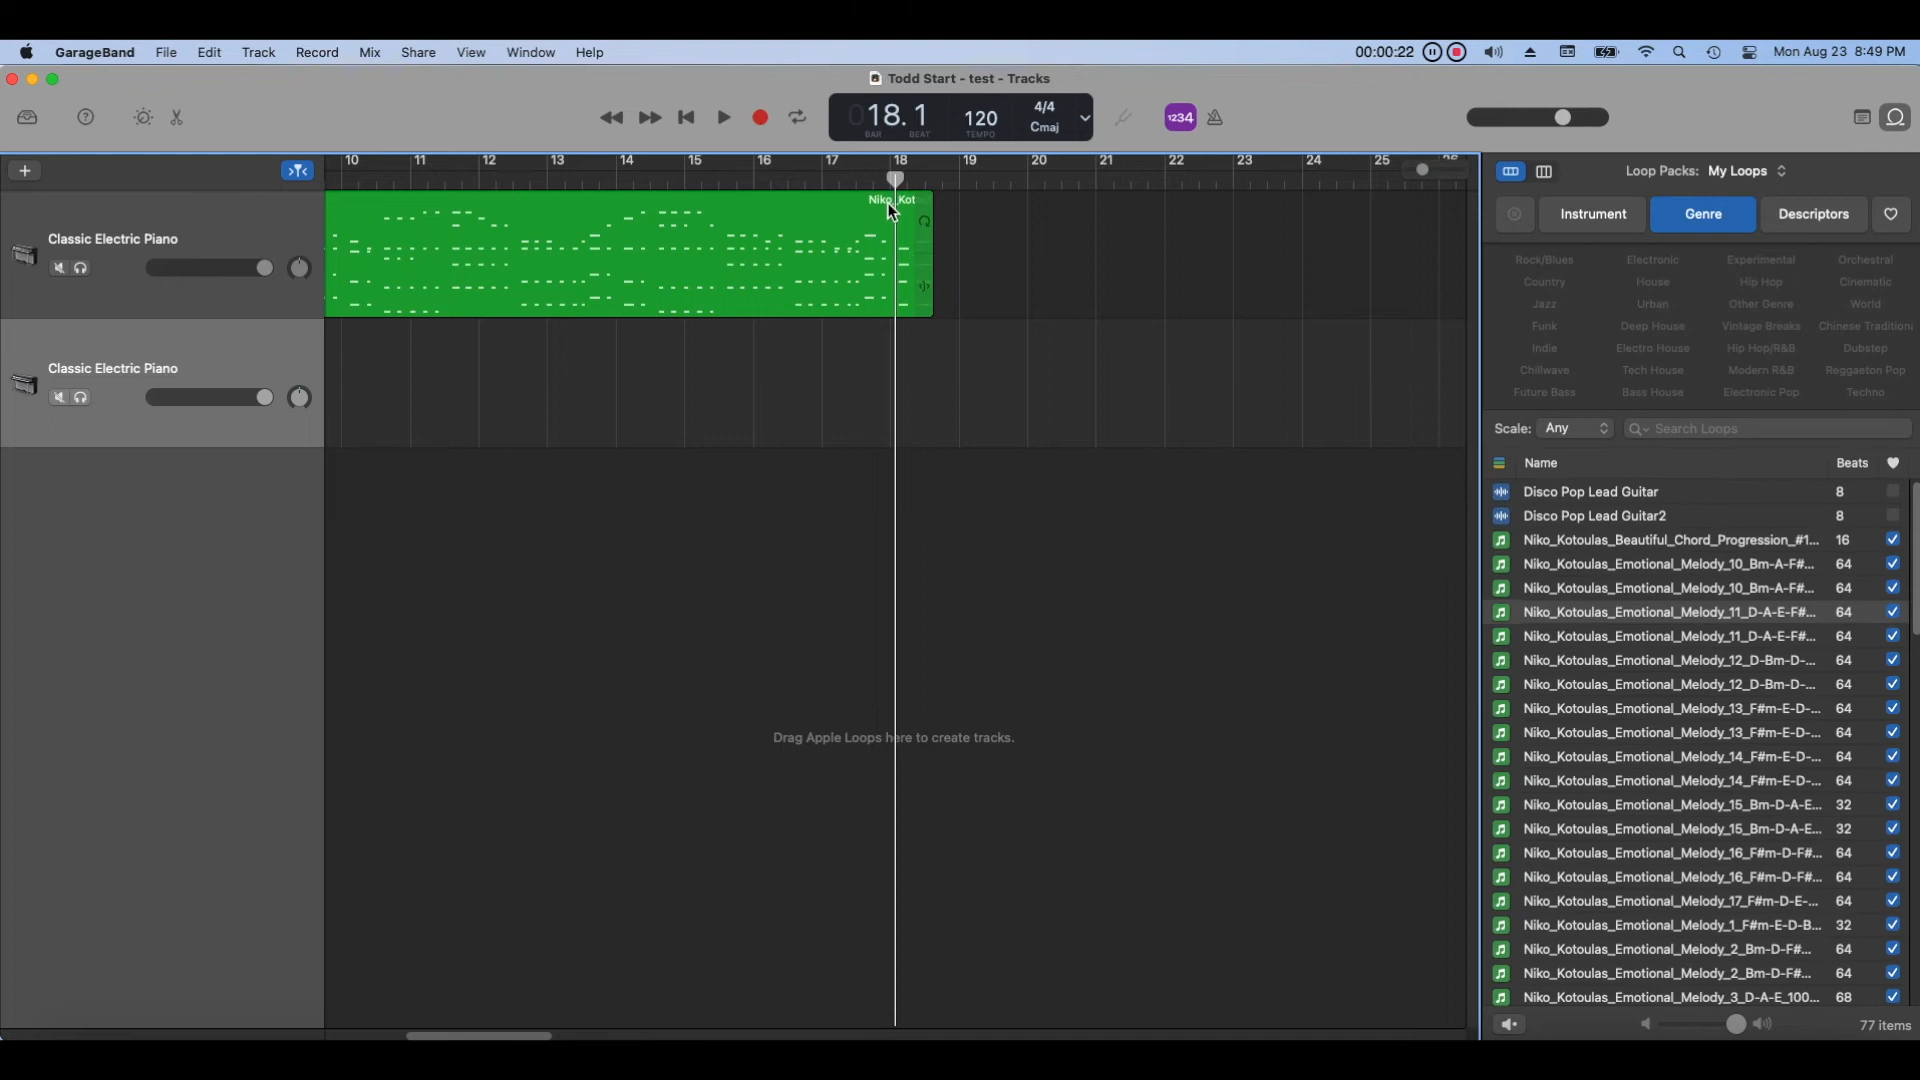 GarageBand File Edit Track Record Mix Share View Window Help 00:00:22 Mon Aug 23 8:49 PM
Todd Start - test - Tracks
018.1 120 4/4
Cmaj
BAR BEAT TEMPO
1234
10 11 12 13 14 15 16 17 18 19 20 21 22 23 24 25 26
Loop Packs: My Loops
Instrument Genre Descriptors
Niko_Kot
Classic Electric Piano
Classic Electric Piano
Drag Apple Loops here to create tracks.
Rock/Blues Electronic Experimental Orchestral
Country House Hip Hop Cinematic
Jazz Urban Other Genre World
Funk Deep House Vintage Breaks Chinese Tradition
Indie Electro House Hip Hop/R&B Dubstep
Chillwave Tech House Modern R&B Reggaeton Pop
Future Bass Bass House Electronic Pop Techno
Scale: Any Search Loops
Name Beats
Disco Pop Lead Guitar 8
Disco Pop Lead Guitar2 8
Niko_Kotoulas_Beautiful_Chord_Progression_#1... 16
Niko_Kotoulas_Emotional_Melody_10_Bm-A-F#... 64
Niko_Kotoulas_Emotional_Melody_10_Bm-A-F#... 64
Niko_Kotoulas_Emotional_Melody_11_D-A-E-F#... 64
Niko_Kotoulas_Emotional_Melody_11_D-A-E-F#... 64
Niko_Kotoulas_Emotional_Melody_12_D-Bm-D-... 64
Niko_Kotoulas_Emotional_Melody_12_D-Bm-D-... 64
Niko_Kotoulas_Emotional_Melody_13_F#m-E-D-... 64
Niko_Kotoulas_Emotional_Melody_13_F#m-E-D-... 64
Niko_Kotoulas_Emotional_Melody_14_F#m-E-D-... 64
Niko_Kotoulas_Emotional_Melody_14_F#m-E-D-... 64
Niko_Kotoulas_Emotional_Melody_15_Bm-D-A-E... 32
Niko_Kotoulas_Emotional_Melody_15_Bm-D-A-E... 32
Niko_Kotoulas_Emotional_Melody_16_F#m-D-F#... 64
Niko_Kotoulas_Emotional_Melody_16_F#m-D-F#... 64
Niko_Kotoulas_Emotional_Melody_17_F#m-D-E-... 64
Niko_Kotoulas_Emotional_Melody_1_F#m-E-D-B... 32
Niko_Kotoulas_Emotional_Melody_2_Bm-D-F#... 64
Niko_Kotoulas_Emotional_Melody_2_Bm-D-F#... 64
Niko_Kotoulas_Emotional_Melody_3_D-A-E_100... 68
77 items